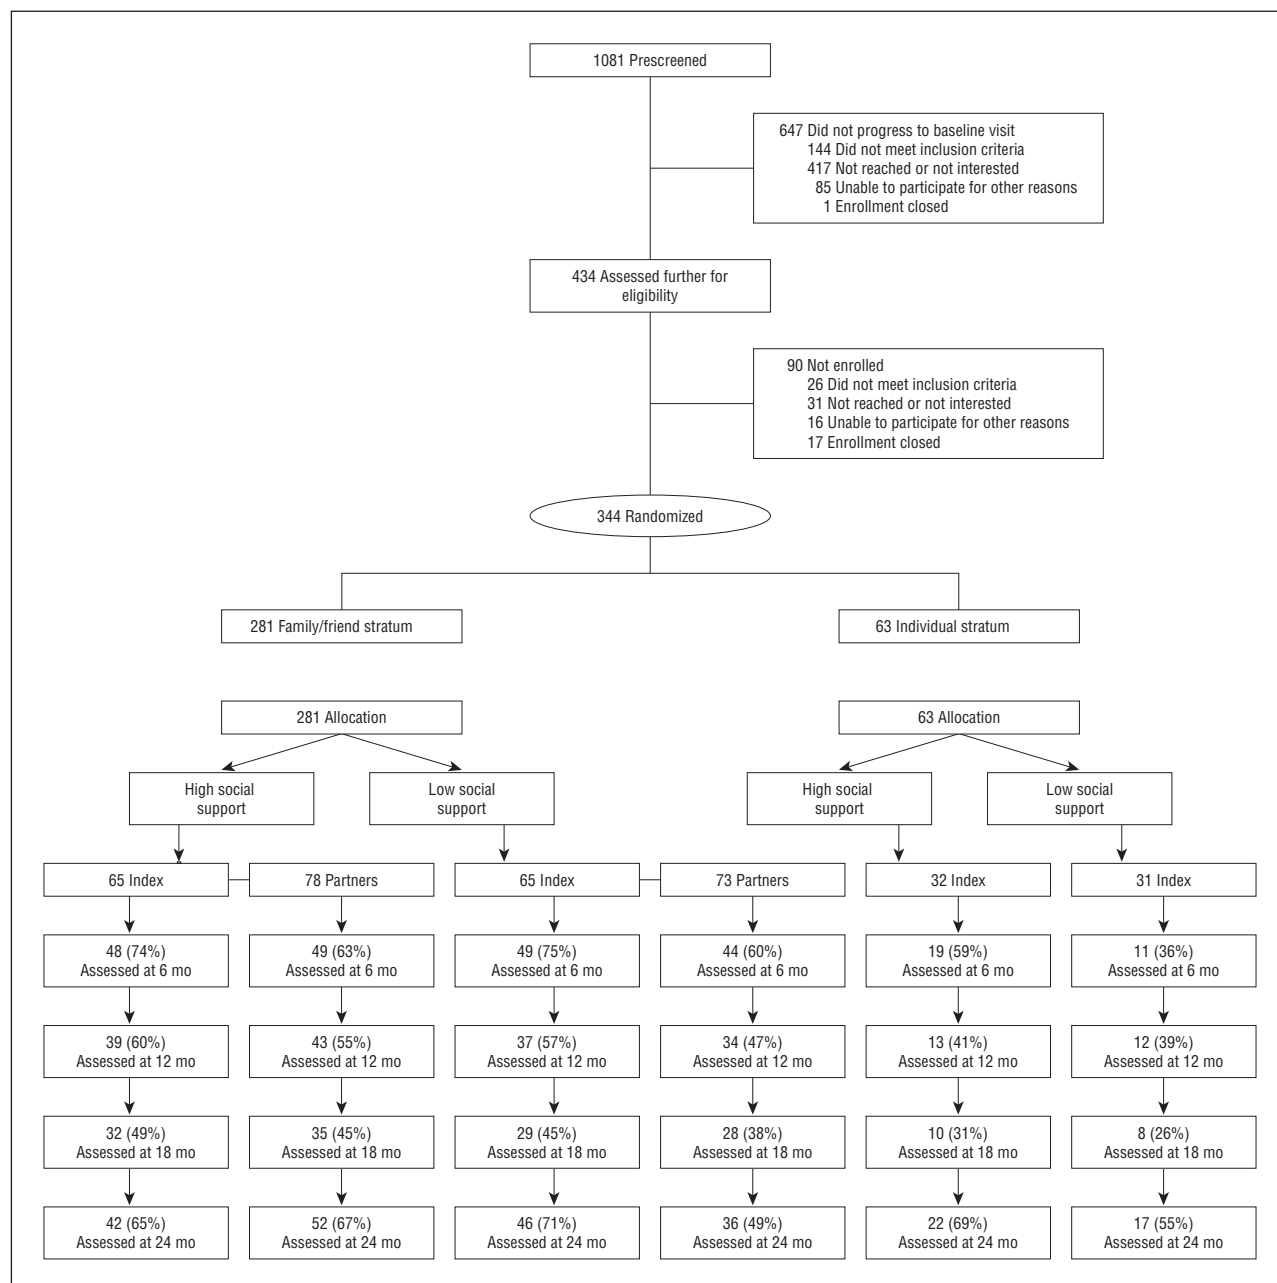 1081 Prescreened
647 Did not progress to baseline visit
144 Did not meet inclusion criteria
417 Not reached or not interested
85 Unable to participate for other reasons
1 Enrollment closed
434 Assessed further for
eligibility
90 Not enrolled
26 Did not meet inclusion criteria
31 Not reached or not interested
16 Unable to participate for other reasons
17 Enrollment closed
344 Randomized
281 Family/friend stratum
63 Individual stratum
281 Allocation
63 Allocation
High social
support
Low social
support
High social
support
Low social
support
65 Index
78 Partners
65 Index
73 Partners
32 Index
31 Index
48 (74%)
Assessed at 6 mo
49 (63%)
Assessed at 6 mo
49 (75%)
Assessed at 6 mo
44 (60%)
Assessed at 6 mo
19 (59%)
Assessed at 6 mo
11 (36%)
Assessed at 6 mo
39 (60%)
Assessed at 12 mo
43 (55%)
Assessed at 12 mo
37 (57%)
Assessed at 12 mo
34 (47%)
Assessed at 12 mo
13 (41%)
Assessed at 12 mo
12 (39%)
Assessed at 12 mo
32 (49%)
Assessed at 18 mo
35 (45%)
Assessed at 18 mo
29 (45%)
Assessed at 18 mo
28 (38%)
Assessed at 18 mo
10 (31%)
Assessed at 18 mo
8 (26%)
Assessed at 18 mo
42 (65%)
Assessed at 24 mo
52 (67%)
Assessed at 24 mo
46 (71%)
Assessed at 24 mo
36 (49%)
Assessed at 24 mo
22 (69%)
Assessed at 24 mo
17 (55%)
Assessed at 24 mo